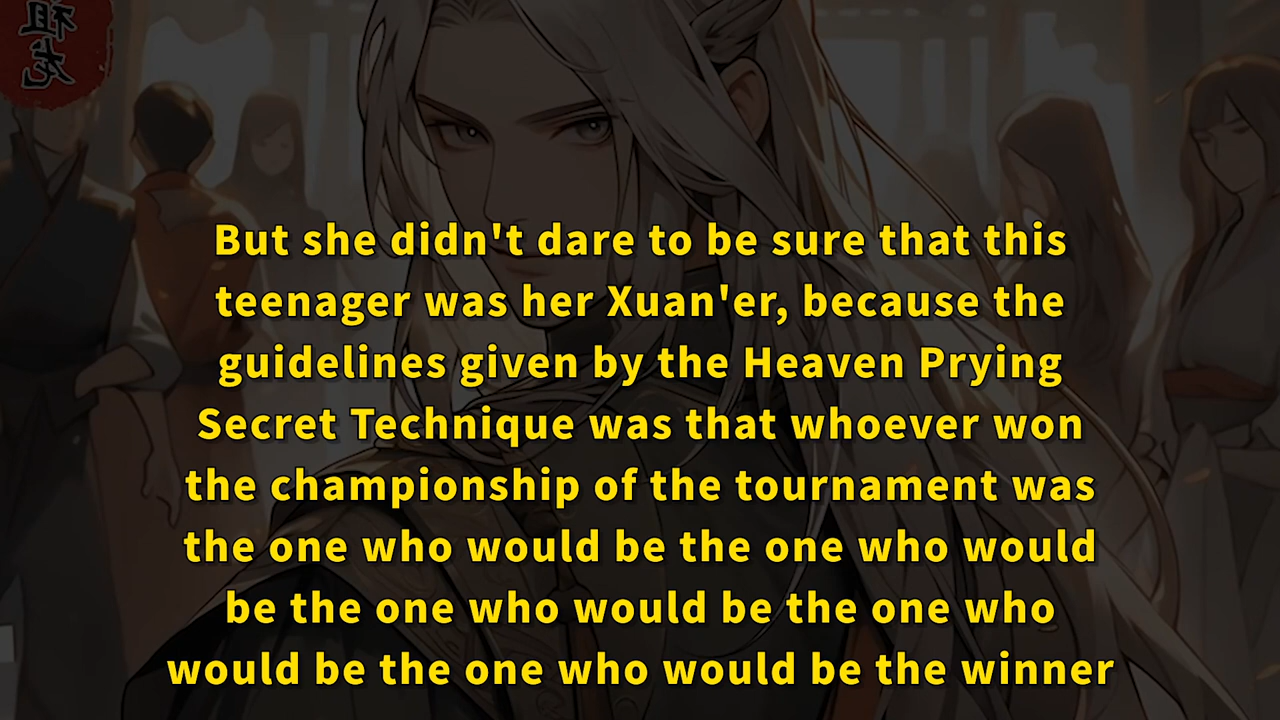 祖龙
But she didn't dare to be sure that this
teenager was her Xuan'er, because the
guidelines given by the Heaven Prying
Secret Technique was that whoever won
the championship of the tournament was
the one who would be the one who would
be the one who would be the one who
would be the one who would be the winner